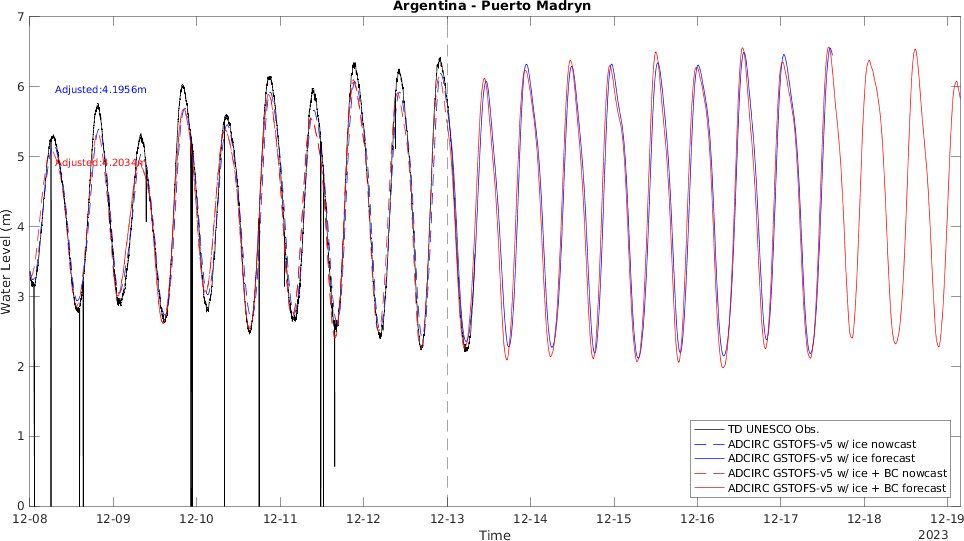 Argentina - Puerto Madryn
7
6
5
4
3
2
1
0
Water Level (m)
Adjusted:4.1956m
Adjusted:4.2034m
TD UNESCO Obs.
ADCIRC GSTOFS-v5 w/ ice nowcast
ADCIRC GSTOFS-v5 w/ ice forecast
ADCIRC GSTOFS-v5 w/ ice + BC nowcast
ADCIRC GSTOFS-v5 w/ ice + BC forecast
12-08 12-09 12-10 12-11 12-12 12-13 12-14 12-15 12-16 12-17 12-18 12-19
Time
2023